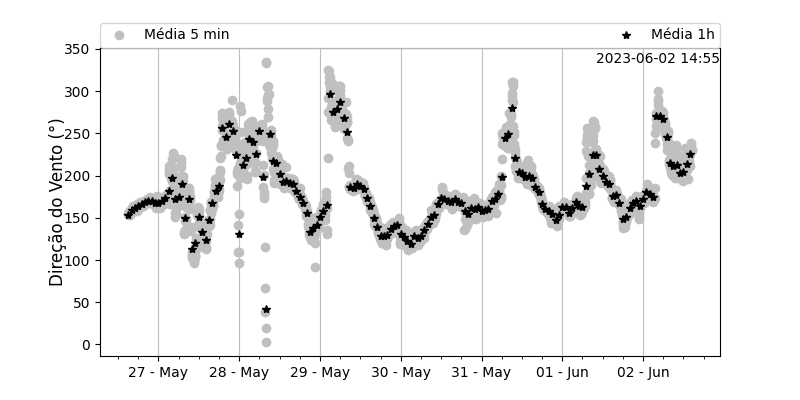 Média 5 min
Média 1h
2023-06-02 14:55
Direção do Vento (°)
350
300
250
200
150
100
50
0
27 - May
28 - May
29 - May
30 - May
31 - May
01 - Jun
02 - Jun